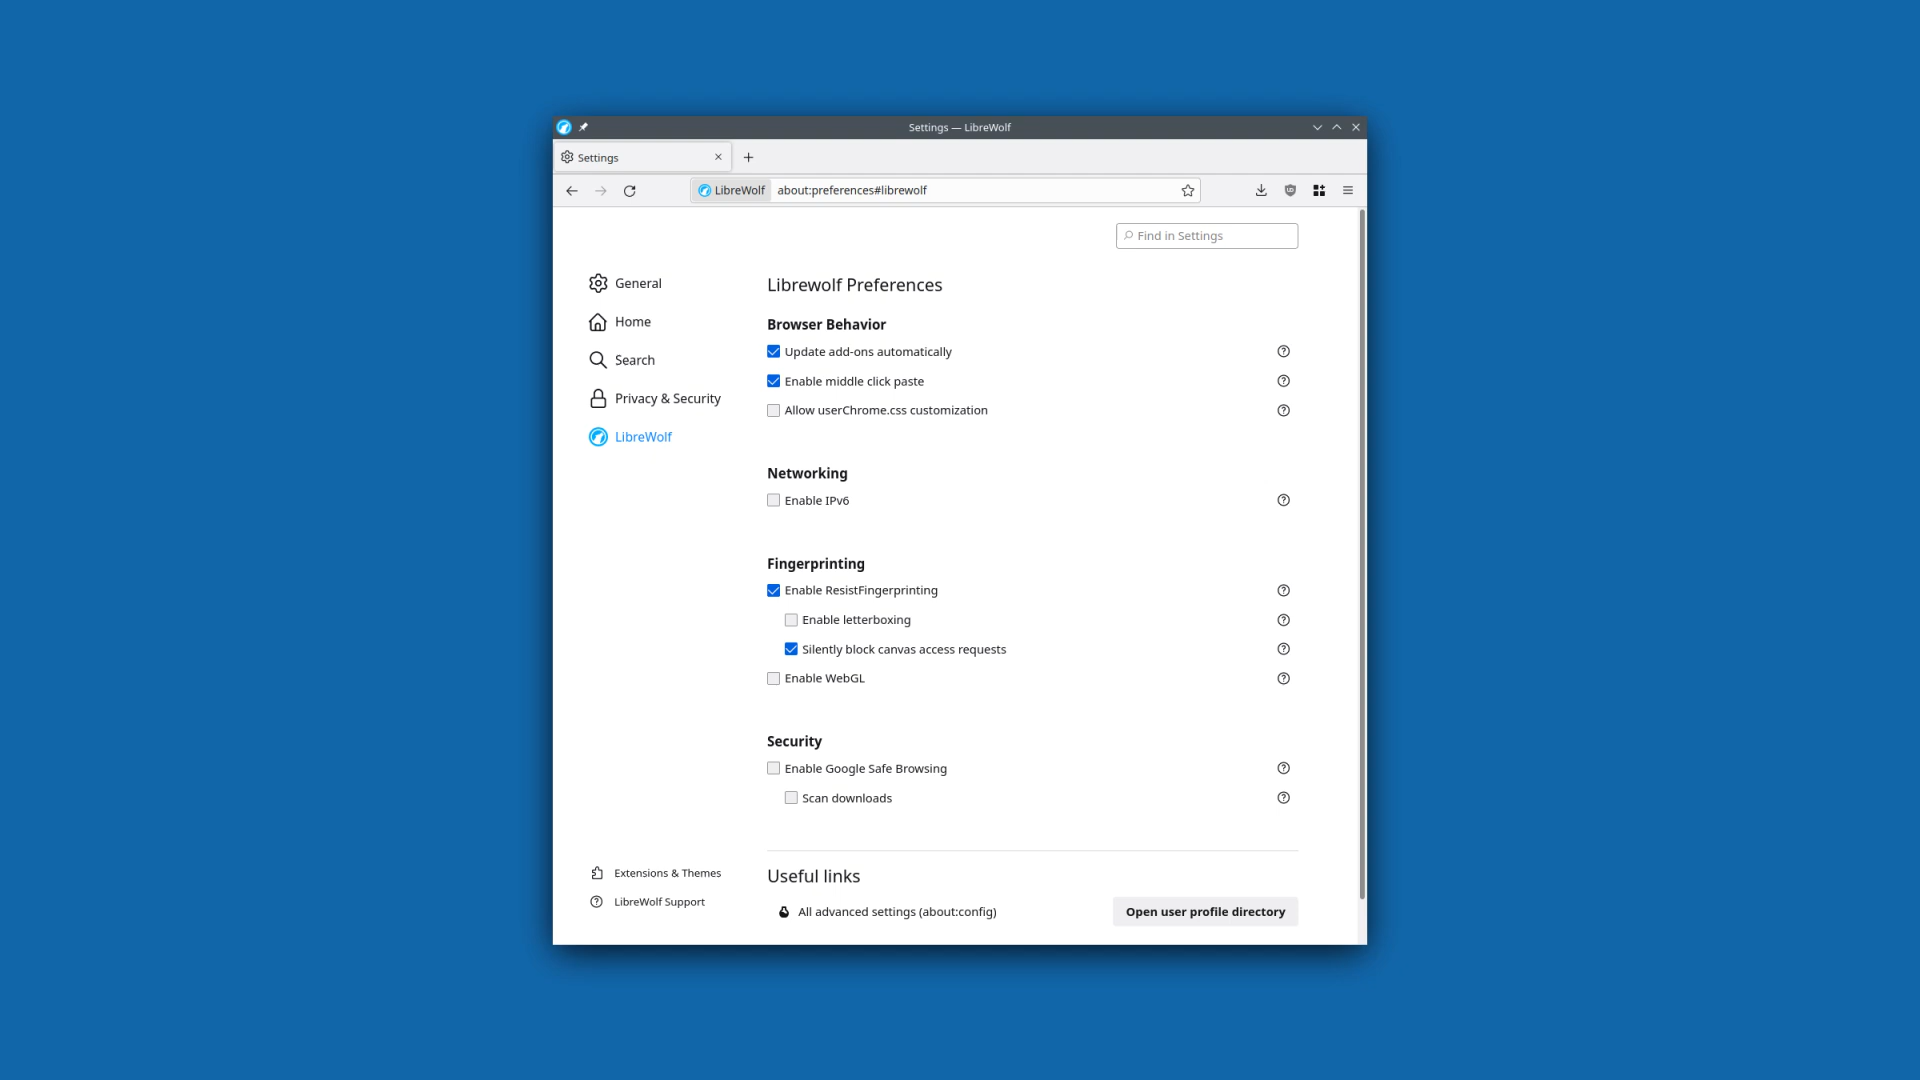 Settings — LibreWolf
Settings
LibreWolf about:preferences#librewolf
Find in Settings
General
Home
Search
Privacy & Security
LibreWolf
Librewolf Preferences
Browser Behavior
Update add-ons automatically
Enable middle click paste
Allow userChrome.css customization
Networking
Enable IPv6
Fingerprinting
Enable ResistFingerprinting
Enable letterboxing
Silently block canvas access requests
Enable WebGL
Security
Enable Google Safe Browsing
Scan downloads
Extensions & Themes
LibreWolf Support
Useful links
All advanced settings (about:config)
Open user profile directory